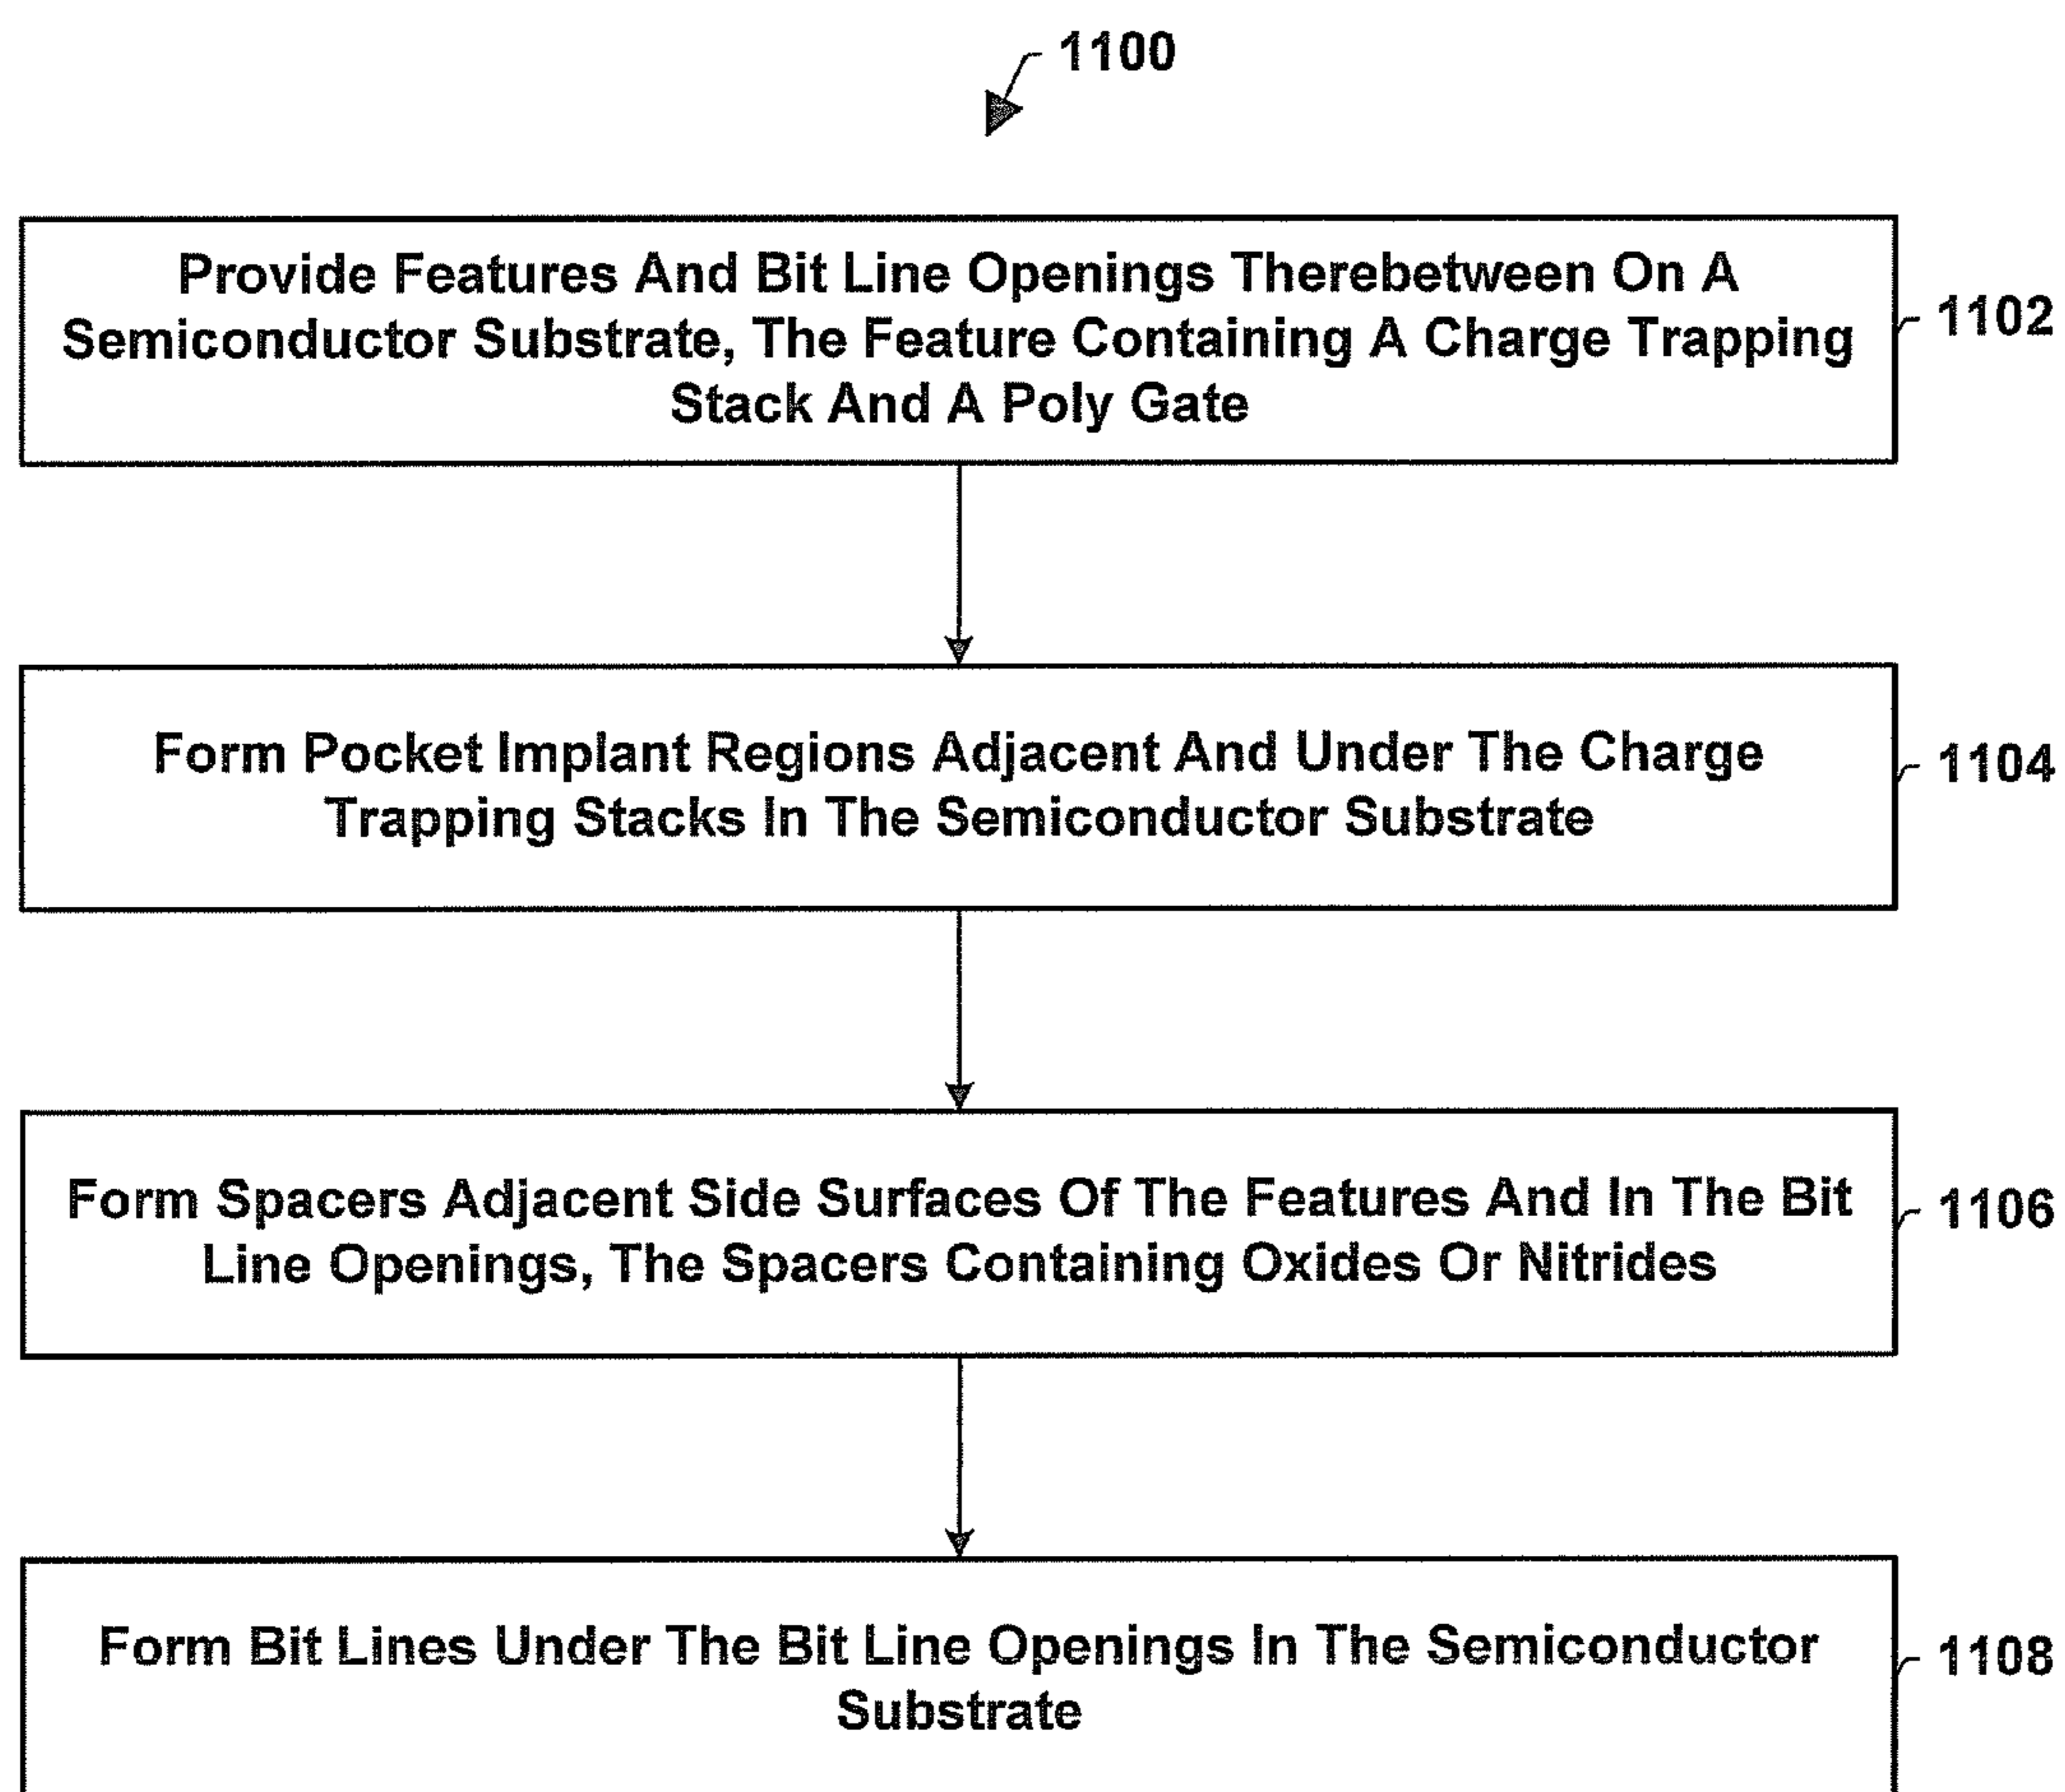 1100
Provide Features And Bit Line Openings Therebetween On A
Semiconductor Substrate, The Feature Containing A Charge Trapping
Stack And A Poly Gate
1102
Form Pocket Implant Regions Adjacent And Under The Charge
Trapping Stacks In The Semiconductor Substrate
1104
Form Spacers Adjacent Side Surfaces Of The Features And In The Bit
Line Openings, The Spacers Containing Oxides Or Nitrides
1106
Form Bit Lines Under The Bit Line Openings In The Semiconductor
Substrate
1108